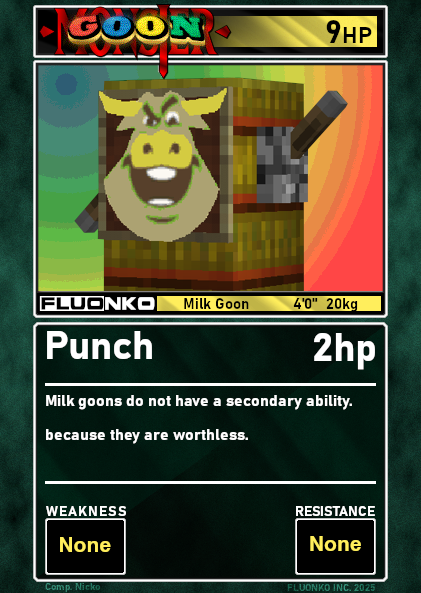 MONSTER
GOON
9HP
FLUONKO
Milk Goon 4'0" 20kg
Punch 2hp
Milk goons do not have a secondary ability.
because they are worthless.
WEAKNESS RESISTANCE
None None
Comp. Nicko FLUONKO INC. 2025